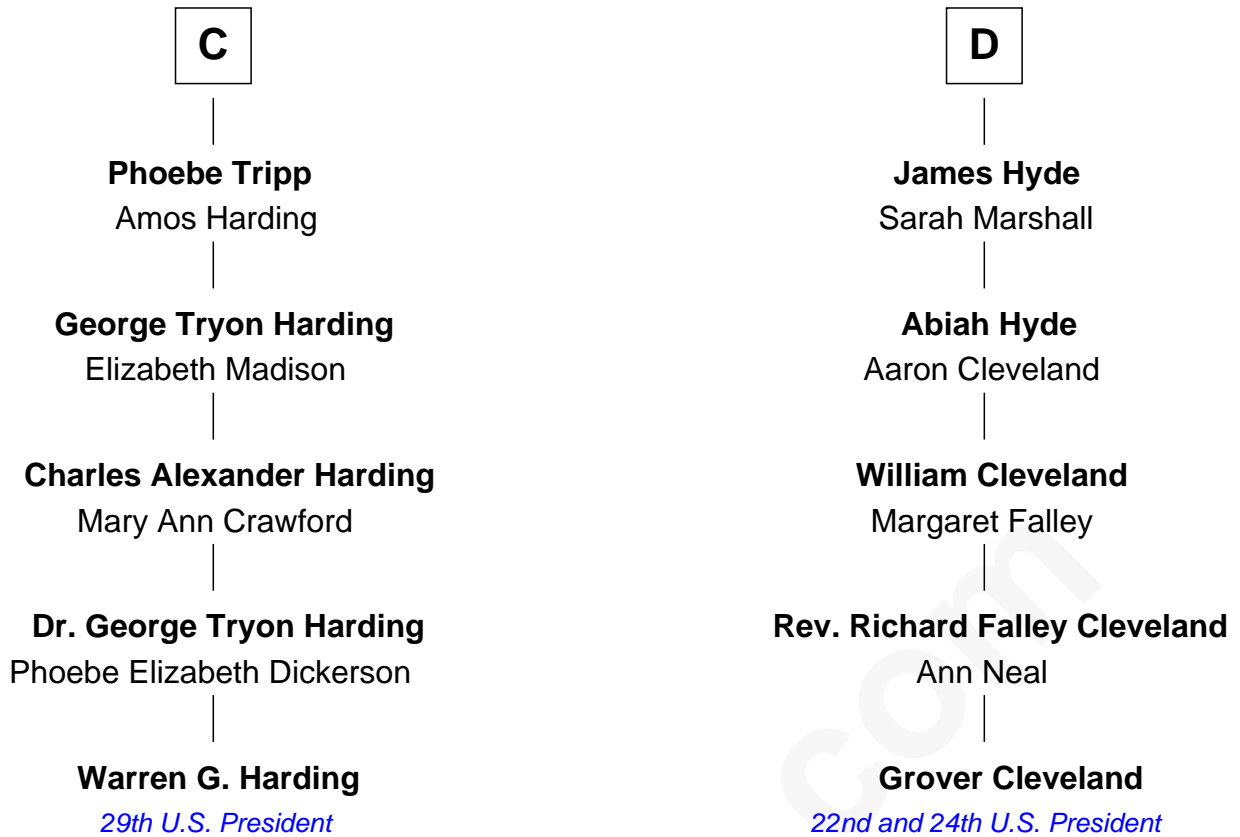 C
Phoebe Tripp
Amos Harding
George Tryon Harding
Elizabeth Madison
Charles Alexander Harding
Mary Ann Crawford
Dr. George Tryon Harding
Phoebe Elizabeth Dickerson
Warren G. Harding
29th U.S. President
D
James Hyde
Sarah Marshall
Abiah Hyde
Aaron Cleveland
William Cleveland
Margaret Falley
Rev. Richard Falley Cleveland
Ann Neal
Grover Cleveland
22nd and 24th U.S. President
com